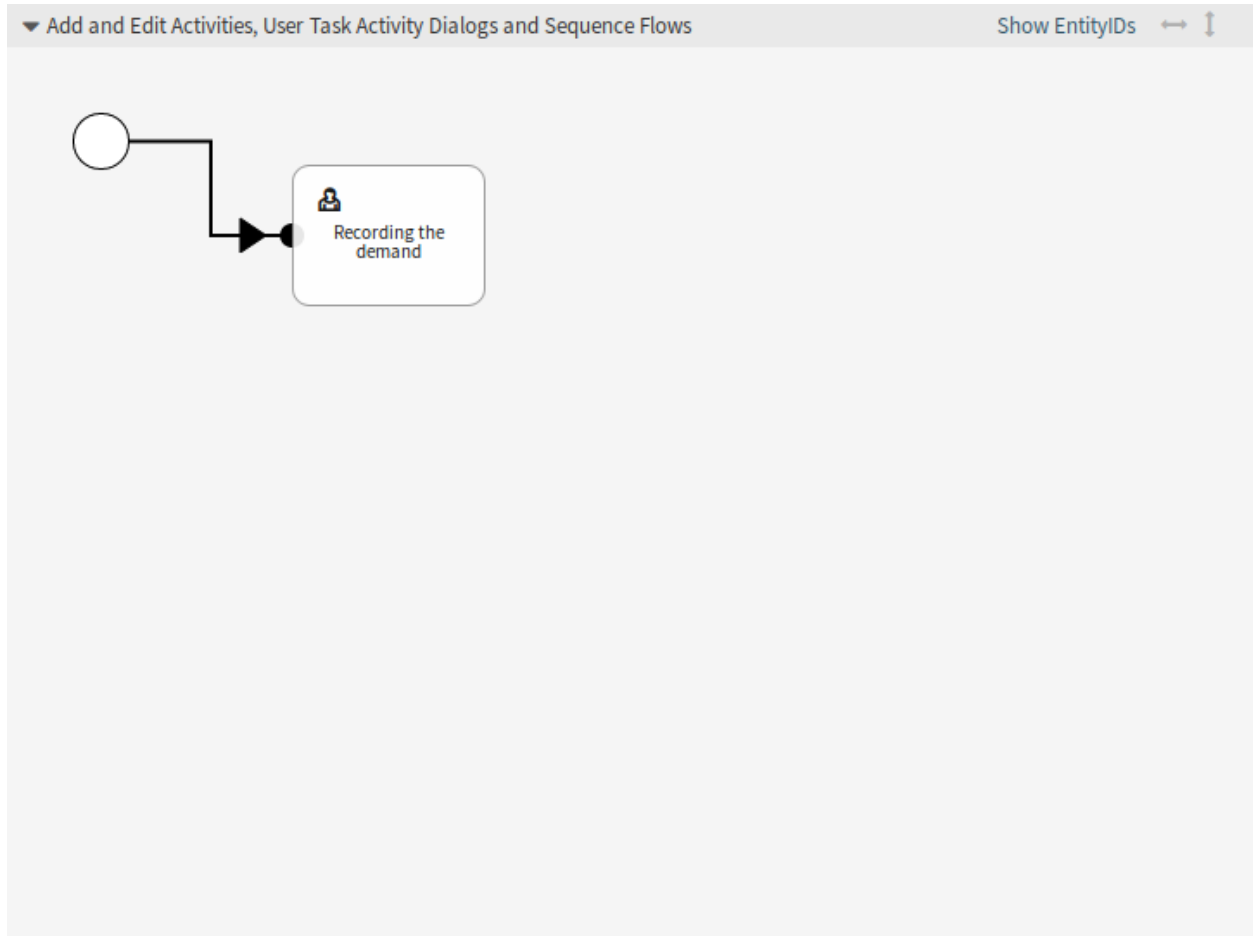 Add and Edit Activities, User Task Activity Dialogs and Sequence Flows
Show EntityIDs
Recording the
demand